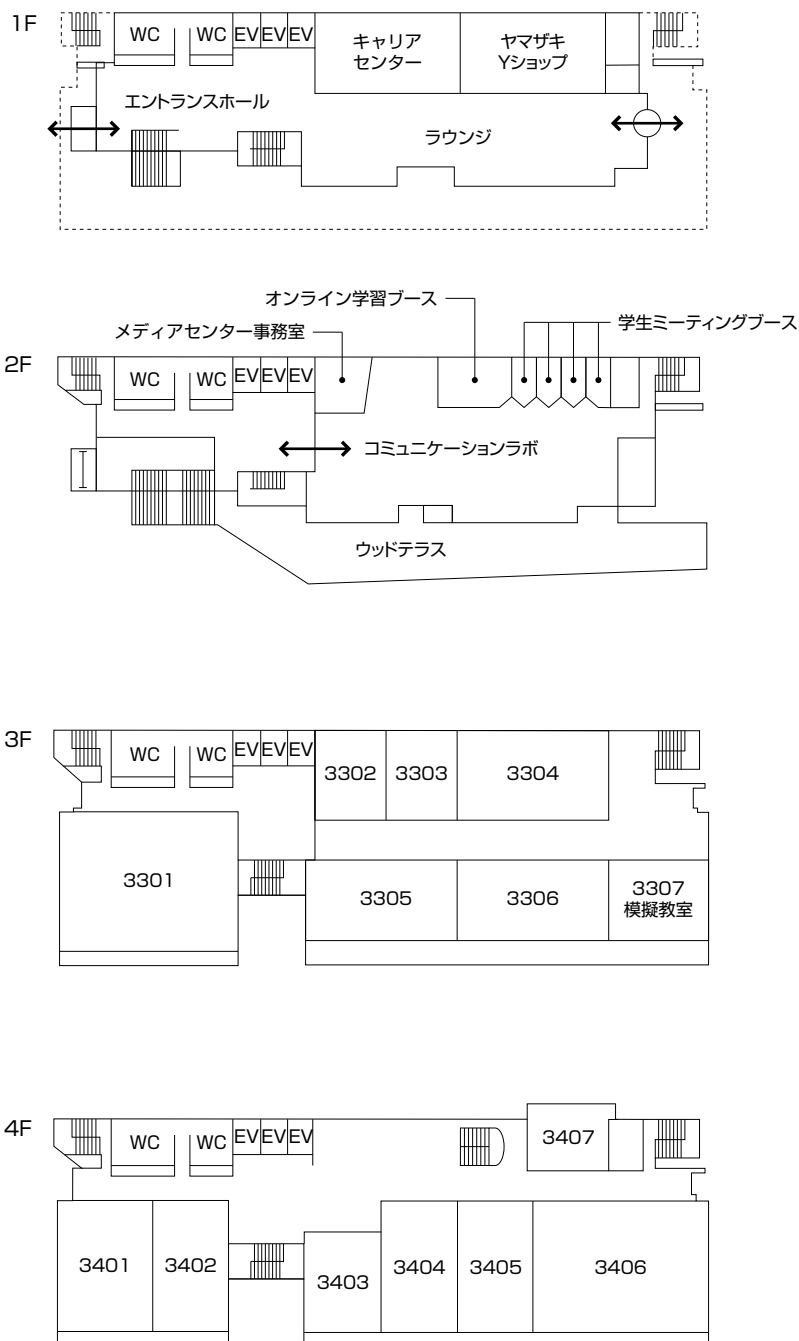 1F
WC
WC
EV
EV
EV
キャリア
センター
ヤマザキ
Yショップ
エントランスホール
ラウンジ
オンライン学習ブース
メディアセンター事務室
学生ミーティングブース
2F
WC
WC
EV
EV
EV
コミュニケーションラボ
ウッドテラス
3F
WC
WC
EV
EV
EV
3302
3303
3304
3301
3305
3306
3307
模擬教室
4F
WC
WC
EV
EV
EV
3407
3401
3402
3403
3404
3405
3406